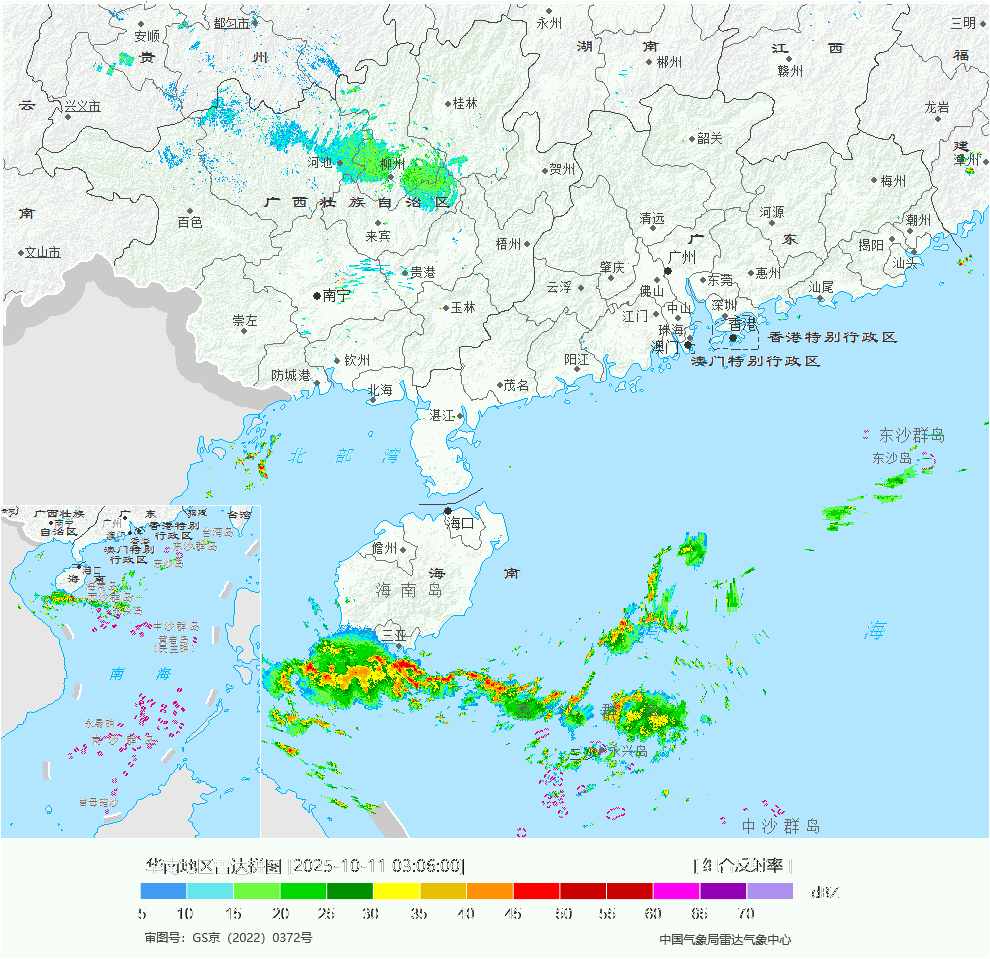 永州
三明
都匀市
安顺
贵
州
湖
南
江
西
福
郴州
赣州
云
兴义市
桂林
龙岩
韶关
建
漳州
河池
柳州
贺州
梅州
广西壮族自治区
南
百色
清远
河源
潮州
来宾
梧州
广
东
揭阳
文山市
广州
汕头
贵港
肇庆
东莞
惠州
南宁
云浮
佛山
汕尾
玉林
江门
中山
深圳
崇左
珠海
香港
香港特别行政区
澳门
澳门特别行政区
钦州
阳江
防城港
北海
茂名
湛江
东沙群岛
北部湾
东沙岛
海口
儋州
海
南
海南岛
三亚
海
永兴岛
中沙群岛
广西壮族
自治区
广
东
台湾
南宁
广州
香港特别
行政区
澳门特别
行政区
台湾岛
东沙群岛
东沙岛
海口
海
南
中沙群岛
黄岩岛
南
海
曾母暗沙
华南地区雷达拼图 [2025-10-11 03:06:00]
[组合反射率]
dBZ
5 10 15 20 25 30 35 40 45 50 55 60 65 70
审图号：GS京（2022）0372号
中国气象局雷达气象中心